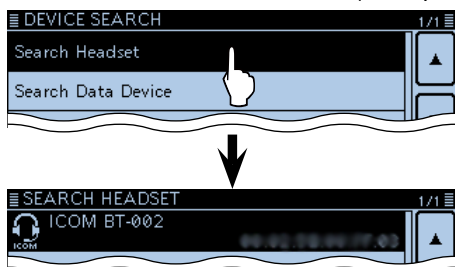 DEVICE SEARCH 1/1
Search Headset
Search Data Device
SEARCH HEADSET 1/1
ICOM BT-002
ICOM